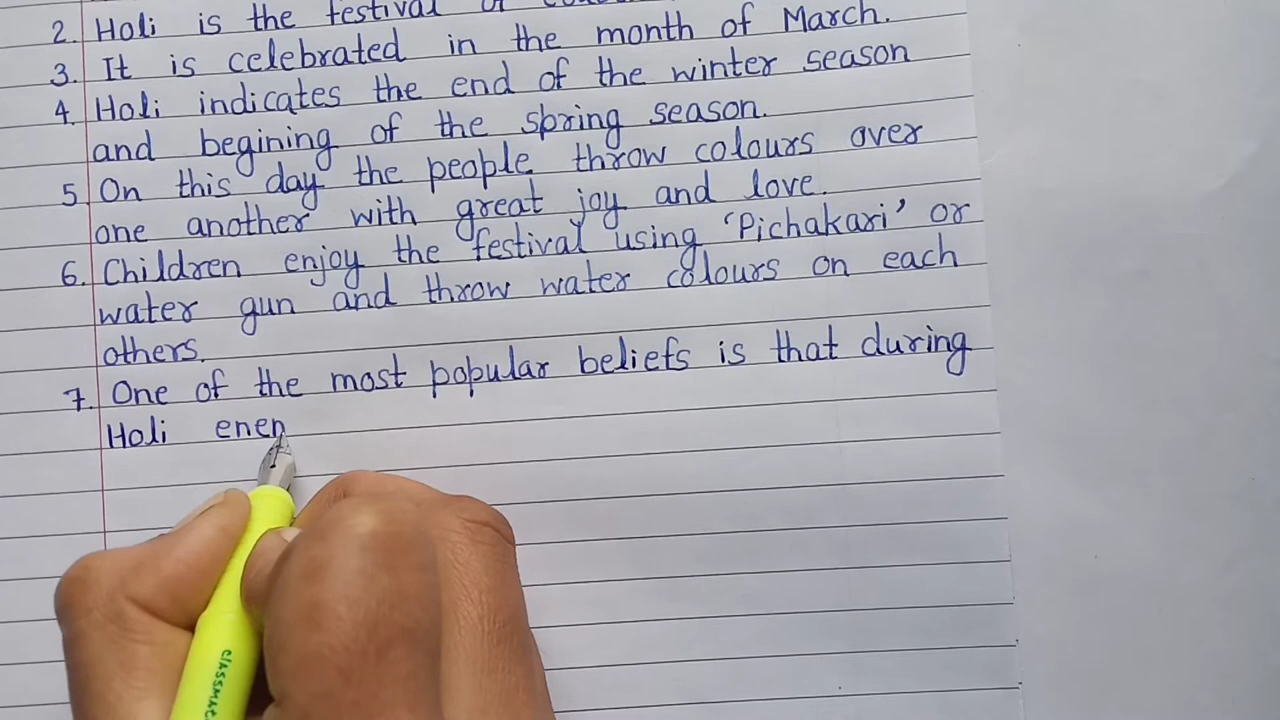 2. Holi is the festival of
3. It is celebrated in the month of March.
4. Holi indicates the end of the winter season
and begining of the spring season.
5. On this day the people throw colours over
one another with great joy and love.
6. Children enjoy the festival using 'Pichakari' or
water gun and throw water colours on each
others.
7. One of the most popular beliefs is that during
Holi enen
CLASSMAT